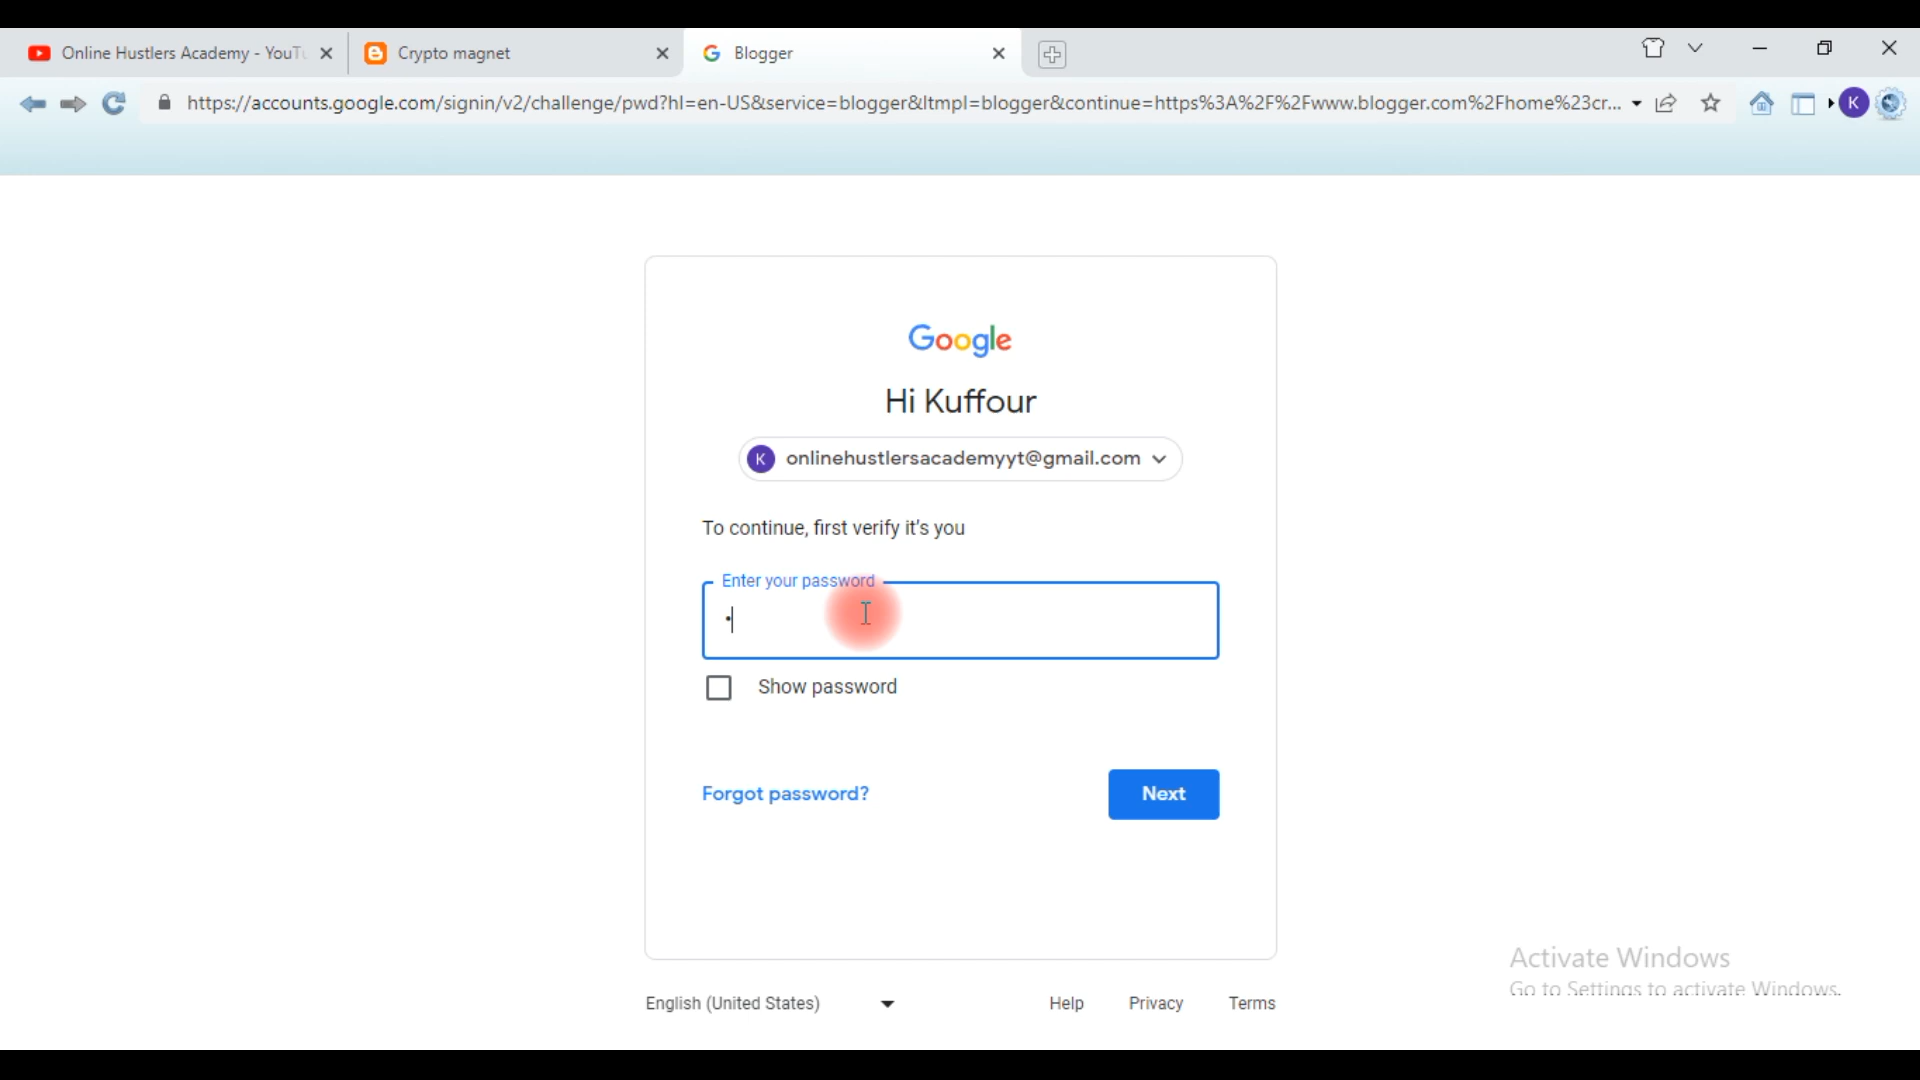 Online Hustlers Academy - YouTu
Crypto magnet
Blogger
https://accounts.google.com/signin/v2/challenge/pwd?hl=en-US&service=blogger&ltmpl=blogger&continue=https%3A%2F%2Fwww.blogger.com%2Fhome%23cr...
K
Google
Hi Kuffour
K onlinehustlersacademyyt@gmail.com
To continue, first verify it's you
Enter your password
Show password
Forgot password?
Next
Activate Windows
Go to Settings to activate Windows.
English (United States)
Help
Privacy
Terms